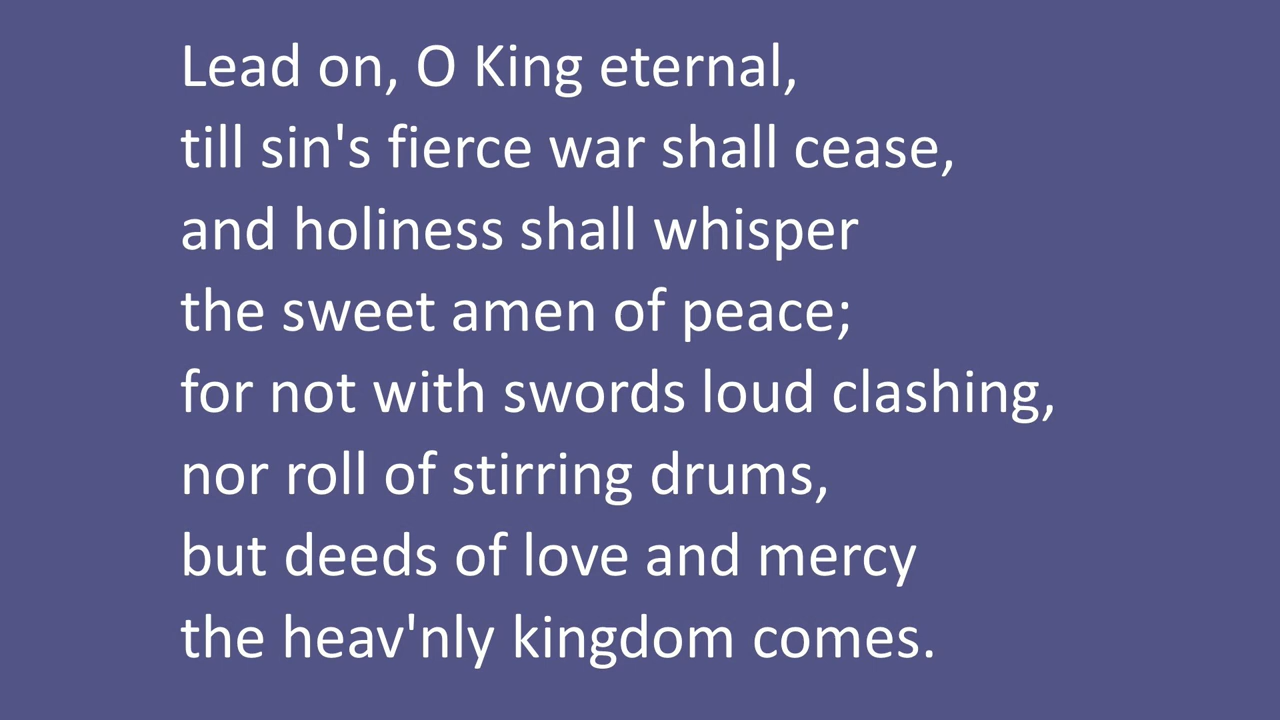 Lead on, O King eternal,
till sin's fierce war shall cease,
and holiness shall whisper
the sweet amen of peace;
for not with swords loud clashing,
nor roll of stirring drums,
but deeds of love and mercy
the heav'nly kingdom comes.